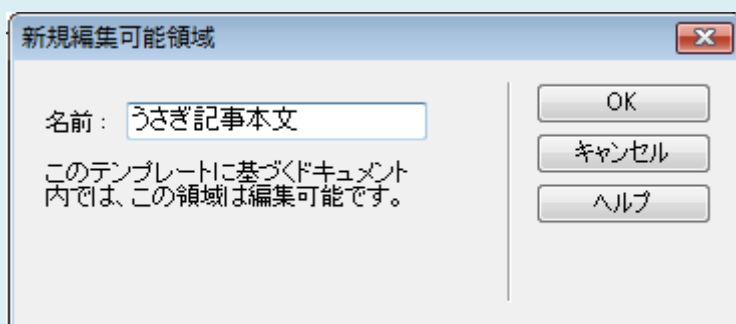 新規編集可能領域
名前： うさぎ記事本文
このテンプレートに基づくドキュメント
内では、この領域は編集可能です。
OK
キャンセル
ヘルプ